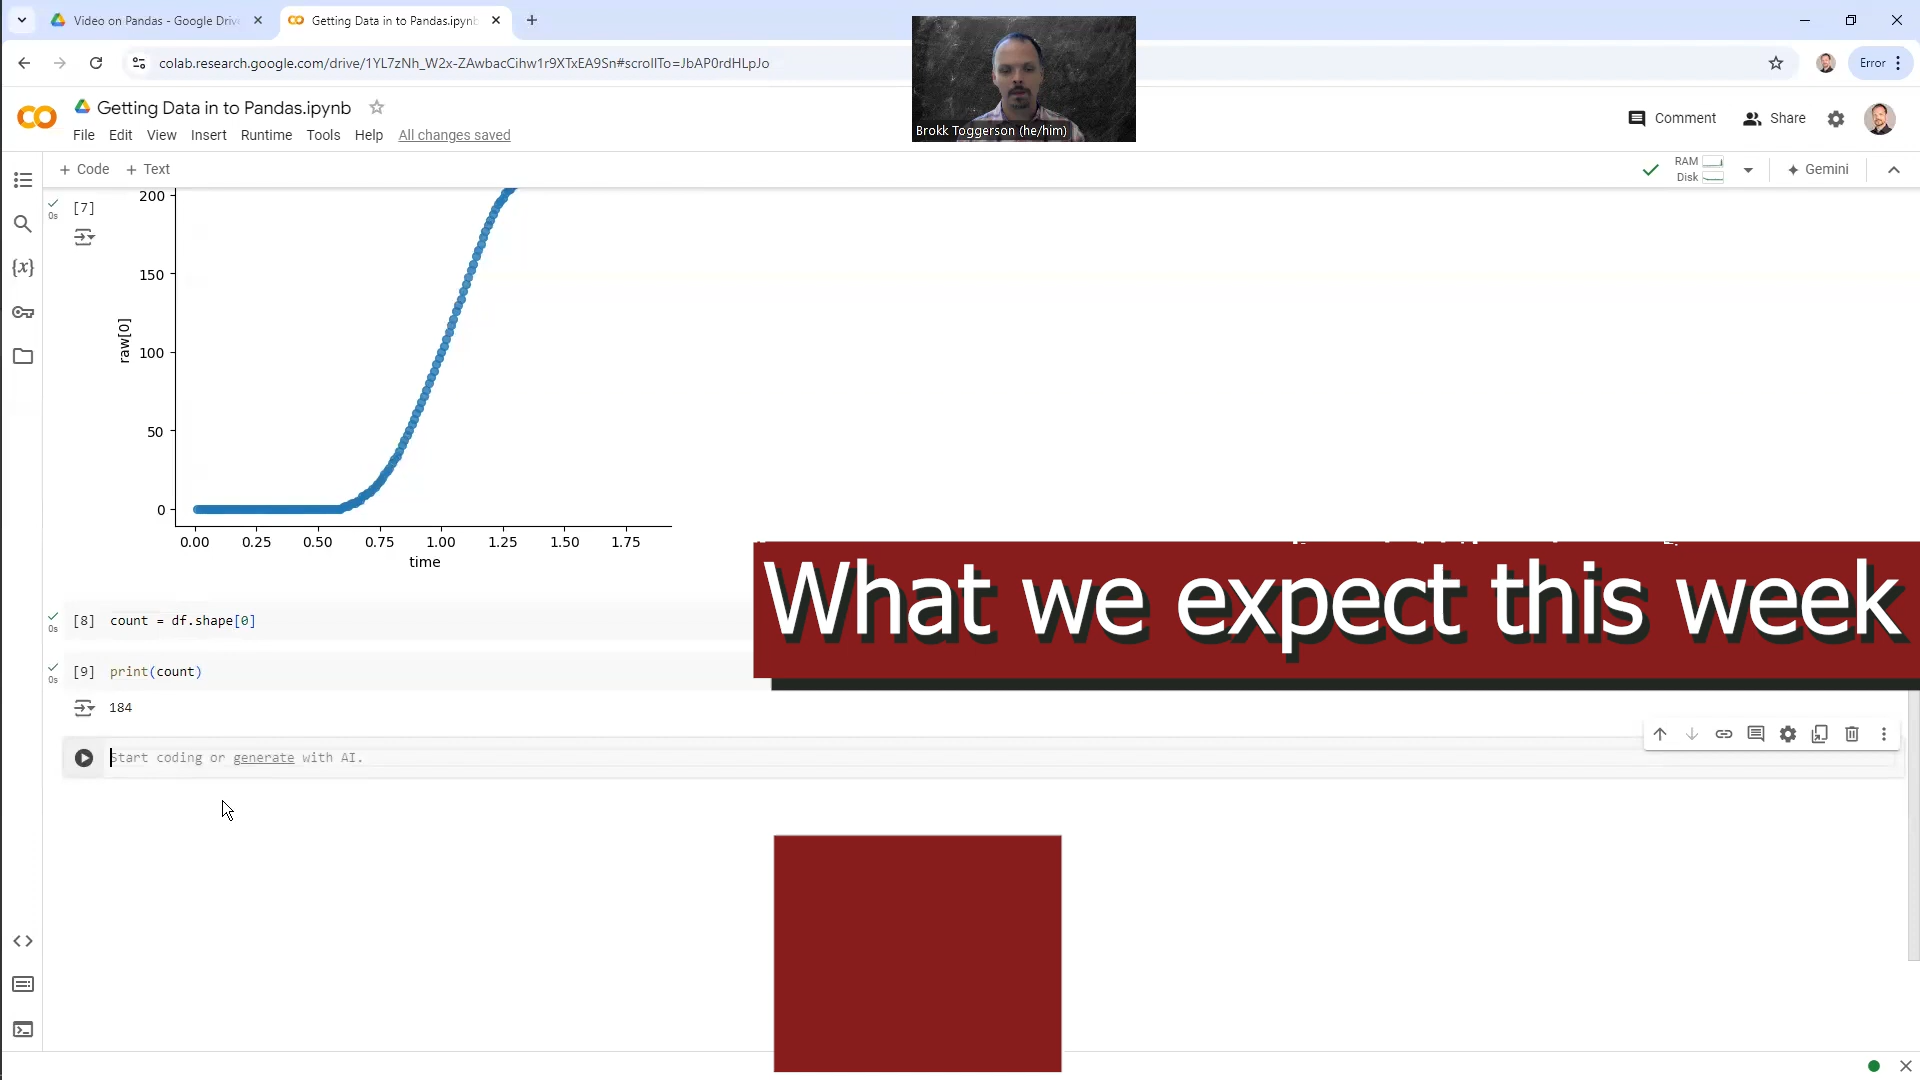 Video on Pandas - Google Driv
Getting Data in to Pandas.ipynb
colab.research.google.com/drive/1YL7zNh_W2x-ZAwbacCihw1r9XTxEA9Sn#scrollTo=JbAP0rdHLpJo
Error
Getting Data in to Pandas.ipynb
File Edit View Insert Runtime Tools Help All changes saved
Brokk Toggerson (he/him)
Comment Share
+ Code + Text
RAM
Disk
Gemini
0s [7]
200
150
100
50
0
raw[0]
0.00 0.25 0.50 0.75 1.00 1.25 1.50 1.75
time
What we expect this week
0s [8] count = df.shape[0]
0s [9] print(count)
184
Start coding or generate with AI.